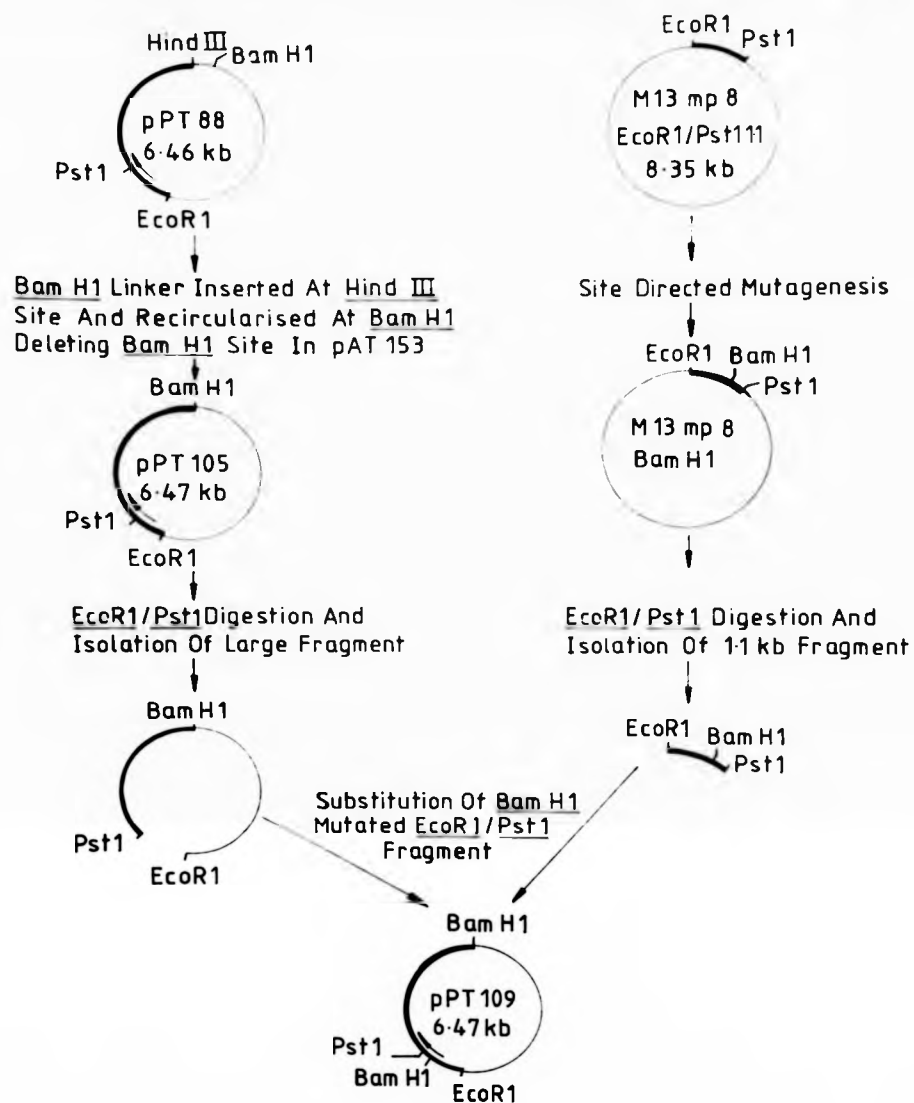 Hind III
Bam H1
pPT 88
6·46 kb
Pst1
EcoR1
Bam H1 Linker Inserted At Hind III
Site And Recircularised At Bam H1
Deleting Bam H1 Site In pAT 153
Bam H1
pPT 105
6·47 kb
Pst1
EcoR1
EcoR1/Pst1 Digestion And
Isolation Of Large Fragment
Bam H1
Pst1
EcoR1
EcoR1
Pst1
M13 mp 8
EcoR1/Pst111
8·35 kb
Site Directed Mutagenesis
EcoR1
Bam H1
Pst1
M13 mp 8
Bam H1
EcoR1/Pst1 Digestion And
Isolation Of 1·1 kb Fragment
EcoR1
Bam H1
Pst1
Substitution Of Bam H1
Mutated EcoR1/Pst1
Fragment
Bam H1
pPT 109
6·47 kb
Pst1
Bam H1
EcoR1